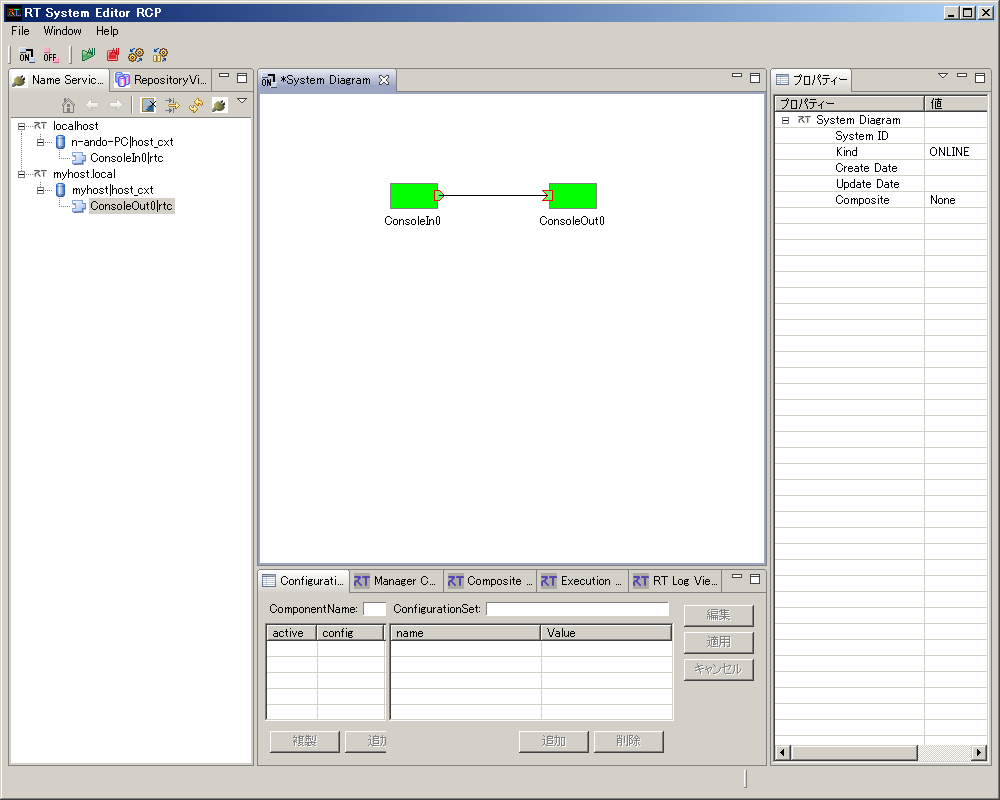 RT System Editor RCP
File Window Help
ON OFF
Name Servic... RepositoryVi...
localhost
RT
n-ando-PC|host_cxt
ConsoleIn0|rtc
RT
myhost.local
myhost|host_cxt
ConsoleOut0|rtc
ON *System Diagram
ConsoleIn0 ConsoleOut0
Configurati... RT Manager C... RT Composite ... RT Execution ... RT RT Log Vie...
ComponentName: ConfigurationSet:
active config name Value
編集
適用
キャンセル
複製 追加 追加 削除
プロパティー
プロパティー 値
RT System Diagram
System ID
Kind ONLINE
Create Date
Update Date
Composite None